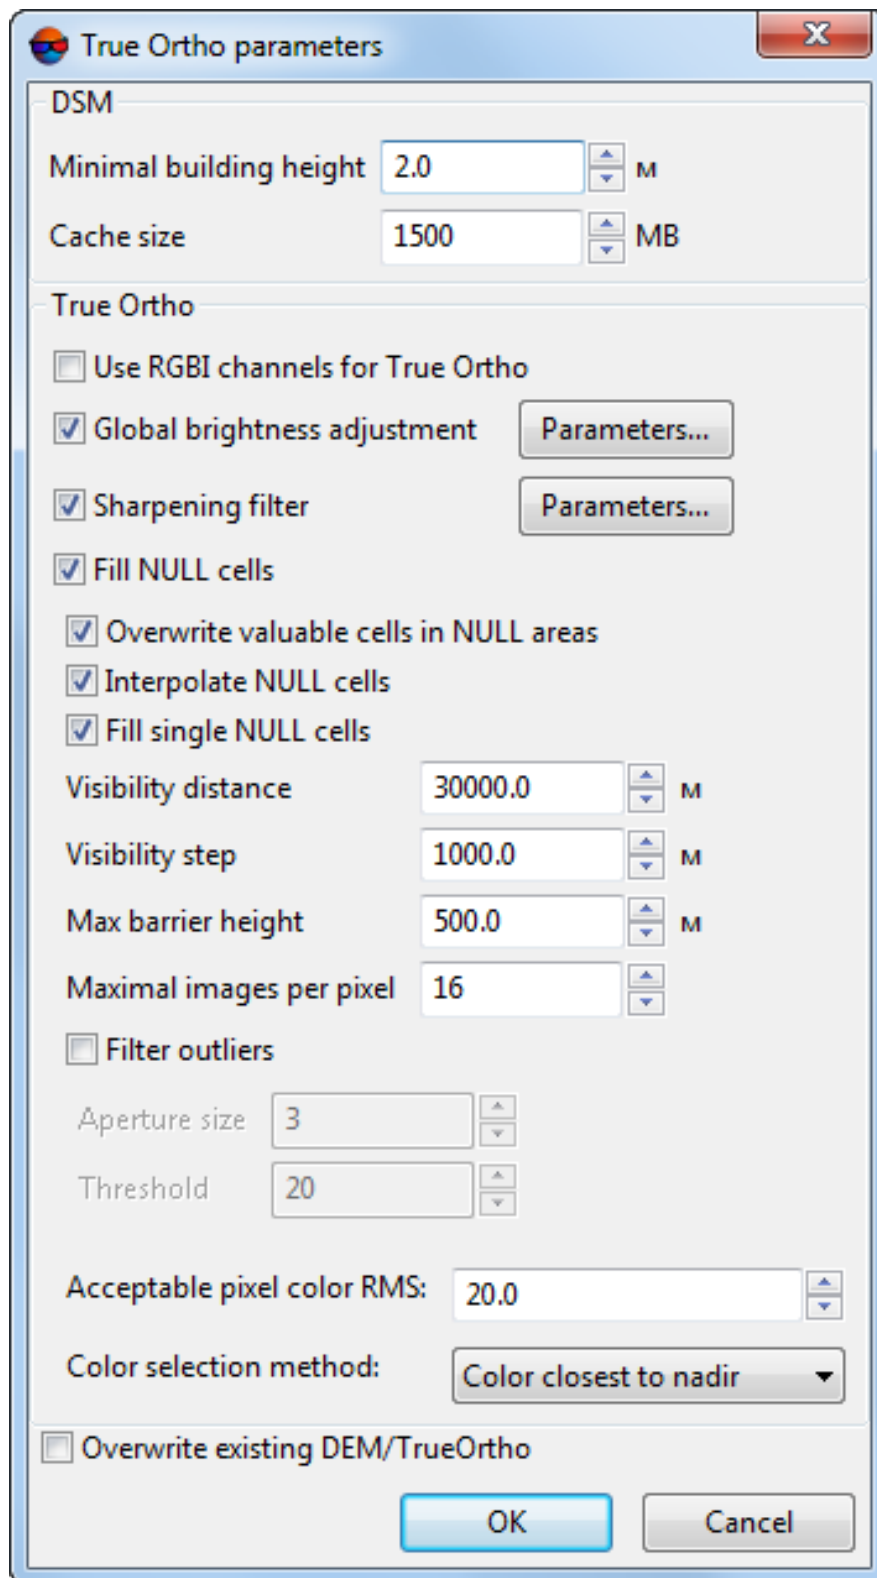 True Ortho parameters
DSM
Minimal building height 2.0 м
Cache size 1500 MB
True Ortho
Use RGBI channels for True Ortho
Global brightness adjustment Parameters...
Sharpening filter Parameters...
Fill NULL cells
Overwrite valuable cells in NULL areas
Interpolate NULL cells
Fill single NULL cells
Visibility distance 30000.0 м
Visibility step 1000.0 м
Max barrier height 500.0 м
Maximal images per pixel 16
Filter outliers
Aperture size 3
Threshold 20
Acceptable pixel color RMS: 20.0
Color selection method: Color closest to nadir
Overwrite existing DEM/TrueOrtho
OK Cancel